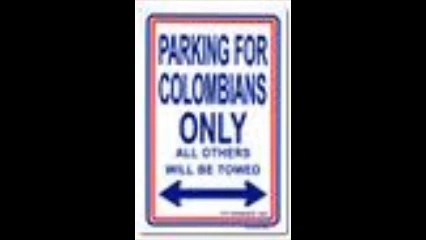 PARKING FOR
COLOMBIANS
ONLY
ALL OTHERS
WILL BE TOWED